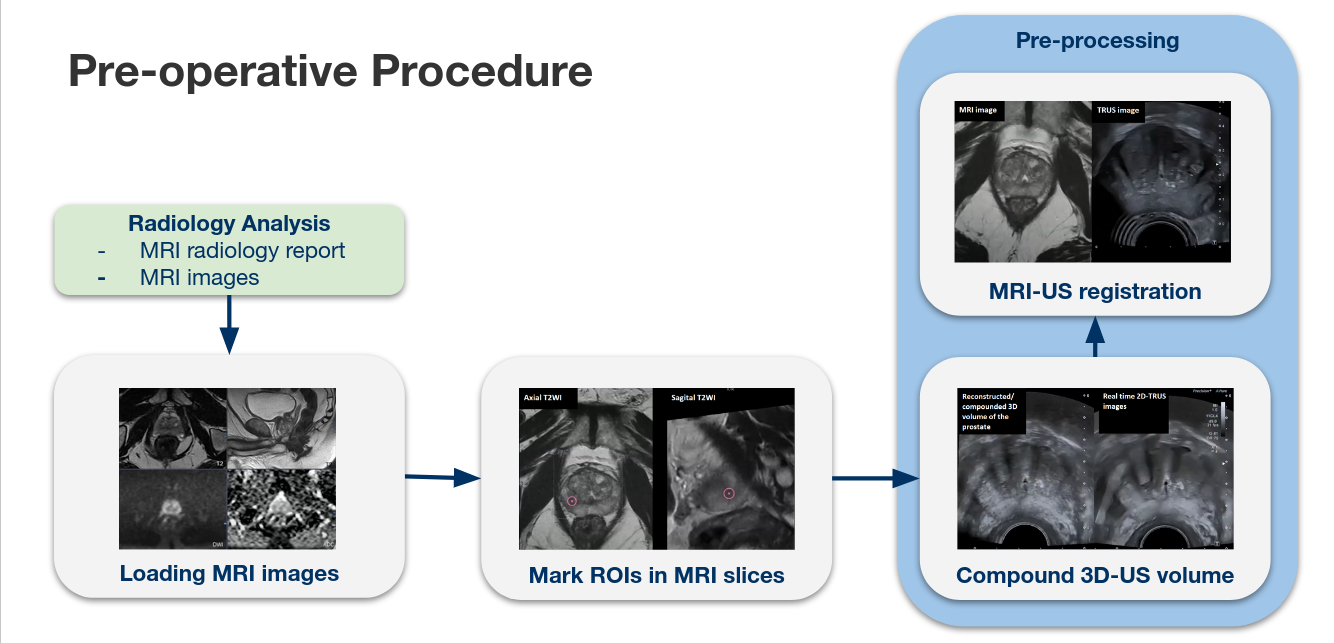 Pre-operative Procedure
Radiology Analysis
- MRI radiology report
- MRI images
T2
DWI
Loading MRI images
Axial T2WI
Sagital T2WI
Mark ROIs in MRI slices
Pre-processing
MRI image
TRUS image
MRI-US registration
Reconstructed/
compounded 3D
volume of the
prostate
Real time 2D-TRUS
images
Compound 3D-US volume